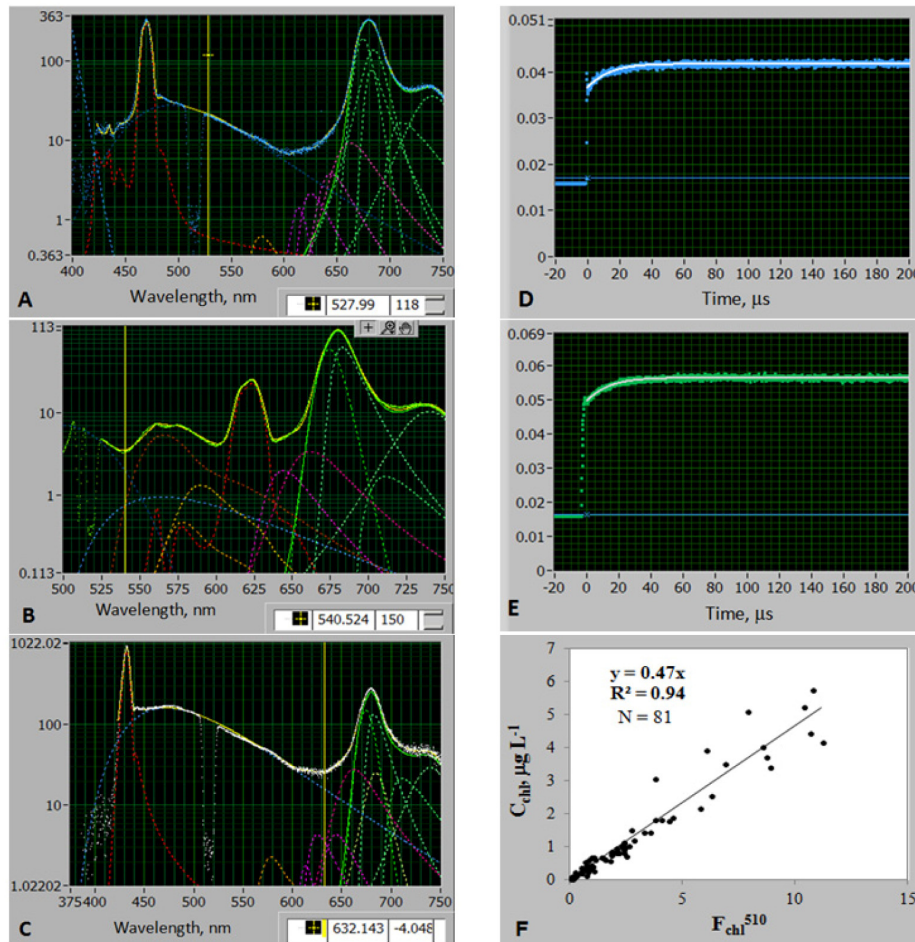 363
100
10
1
0.363
400 450 500 550 600 650 700 750
A
Wavelength, nm
527.99 118
113
10
1
0.113
500 525 550 575 600 625 650 675 700 725 750
B
Wavelength, nm
540.524 150
1022.02
100
10
1.02202
375400 450 500 550 600 650 700 750
C
Wavelength, nm
632.143 -4.048
D
0.051
0.04
0.03
0.02
0.01
0
-20 0 20 40 60 80 100 120 140 160 180 200
Time, µs
0.069
0.06
0.05
0.04
0.03
0.02
0.01
0
-20 0 20 40 60 80 100 120 140 160 180 200
E
Time, µs
7
6
5
4
3
2
1
0
y = 0.47x
R² = 0.94
N = 81
C_chl, µg L⁻¹
0 5 10 15
F
F_chl^510